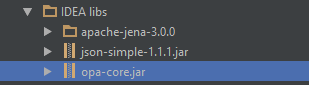 IDEA libs
apache-jena-3.0.0
json-simple-1.1.1.jar
opa-core.jar